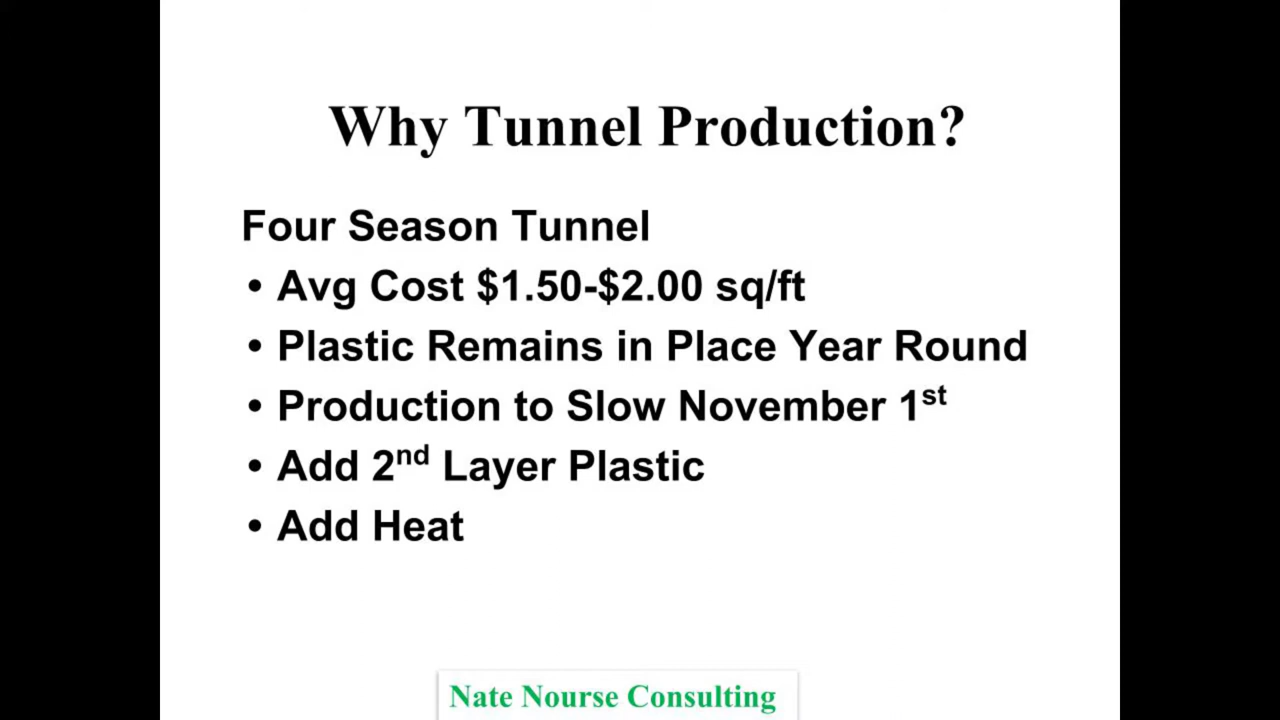 Why Tunnel Production?
Four Season Tunnel
• Avg Cost $1.50-$2.00 sq/ft
• Plastic Remains in Place Year Round
• Production to Slow November 1st
• Add 2nd Layer Plastic
• Add Heat
Nate Nourse Consulting